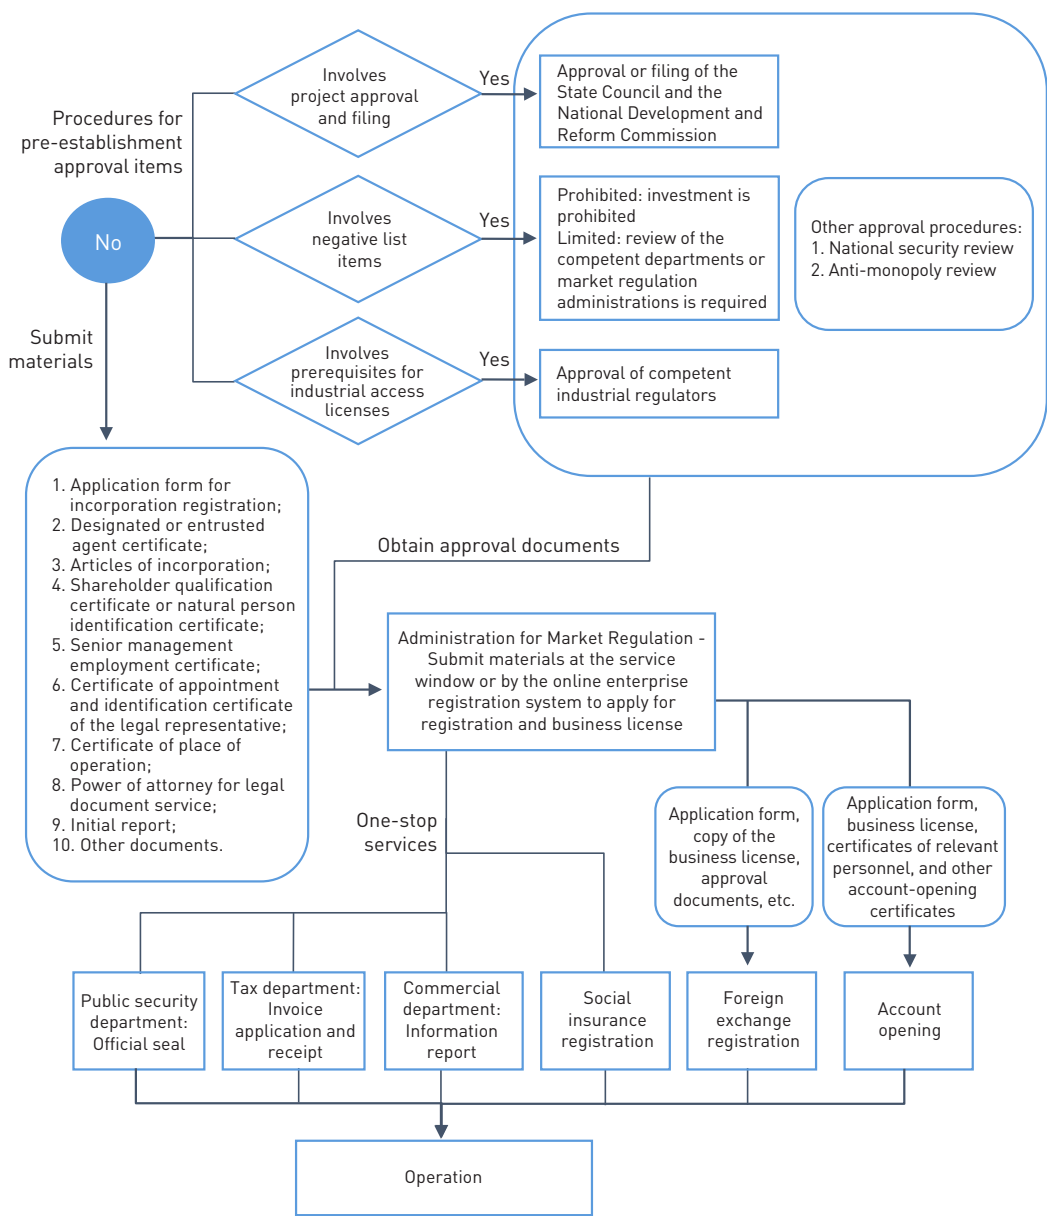 Procedures for
pre-establishment
approval items
No
Submit
materials
Involves
project approval
and filing
Yes
Approval or filing of the
State Council and the
National Development and
Reform Commission
Involves
negative list
items
Yes
Prohibited: investment is
prohibited
Limited: review of the
competent departments or
market regulation
administrations is required
Other approval procedures:
1. National security review
2. Anti-monopoly review
Involves
prerequisites for
industrial access
licenses
Yes
Approval of competent
industrial regulators
1. Application form for
incorporation registration;
2. Designated or entrusted
agent certificate;
3. Articles of incorporation;
4. Shareholder qualification
certificate or natural person
identification certificate;
5. Senior management
employment certificate;
6. Certificate of appointment
and identification certificate
of the legal representative;
7. Certificate of place of
operation;
8. Power of attorney for legal
document service;
9. Initial report;
10. Other documents.
Obtain approval documents
Administration for Market Regulation -
Submit materials at the service
window or by the online enterprise
registration system to apply for
registration and business license
One-stop
services
Application form,
copy of the
business license,
approval
documents, etc.
Application form,
business license,
certificates of relevant
personnel, and other
account-opening
certificates
Public security
department:
Official seal
Tax department:
Invoice
application and
receipt
Commercial
department:
Information
report
Social
insurance
registration
Foreign
exchange
registration
Account
opening
Operation